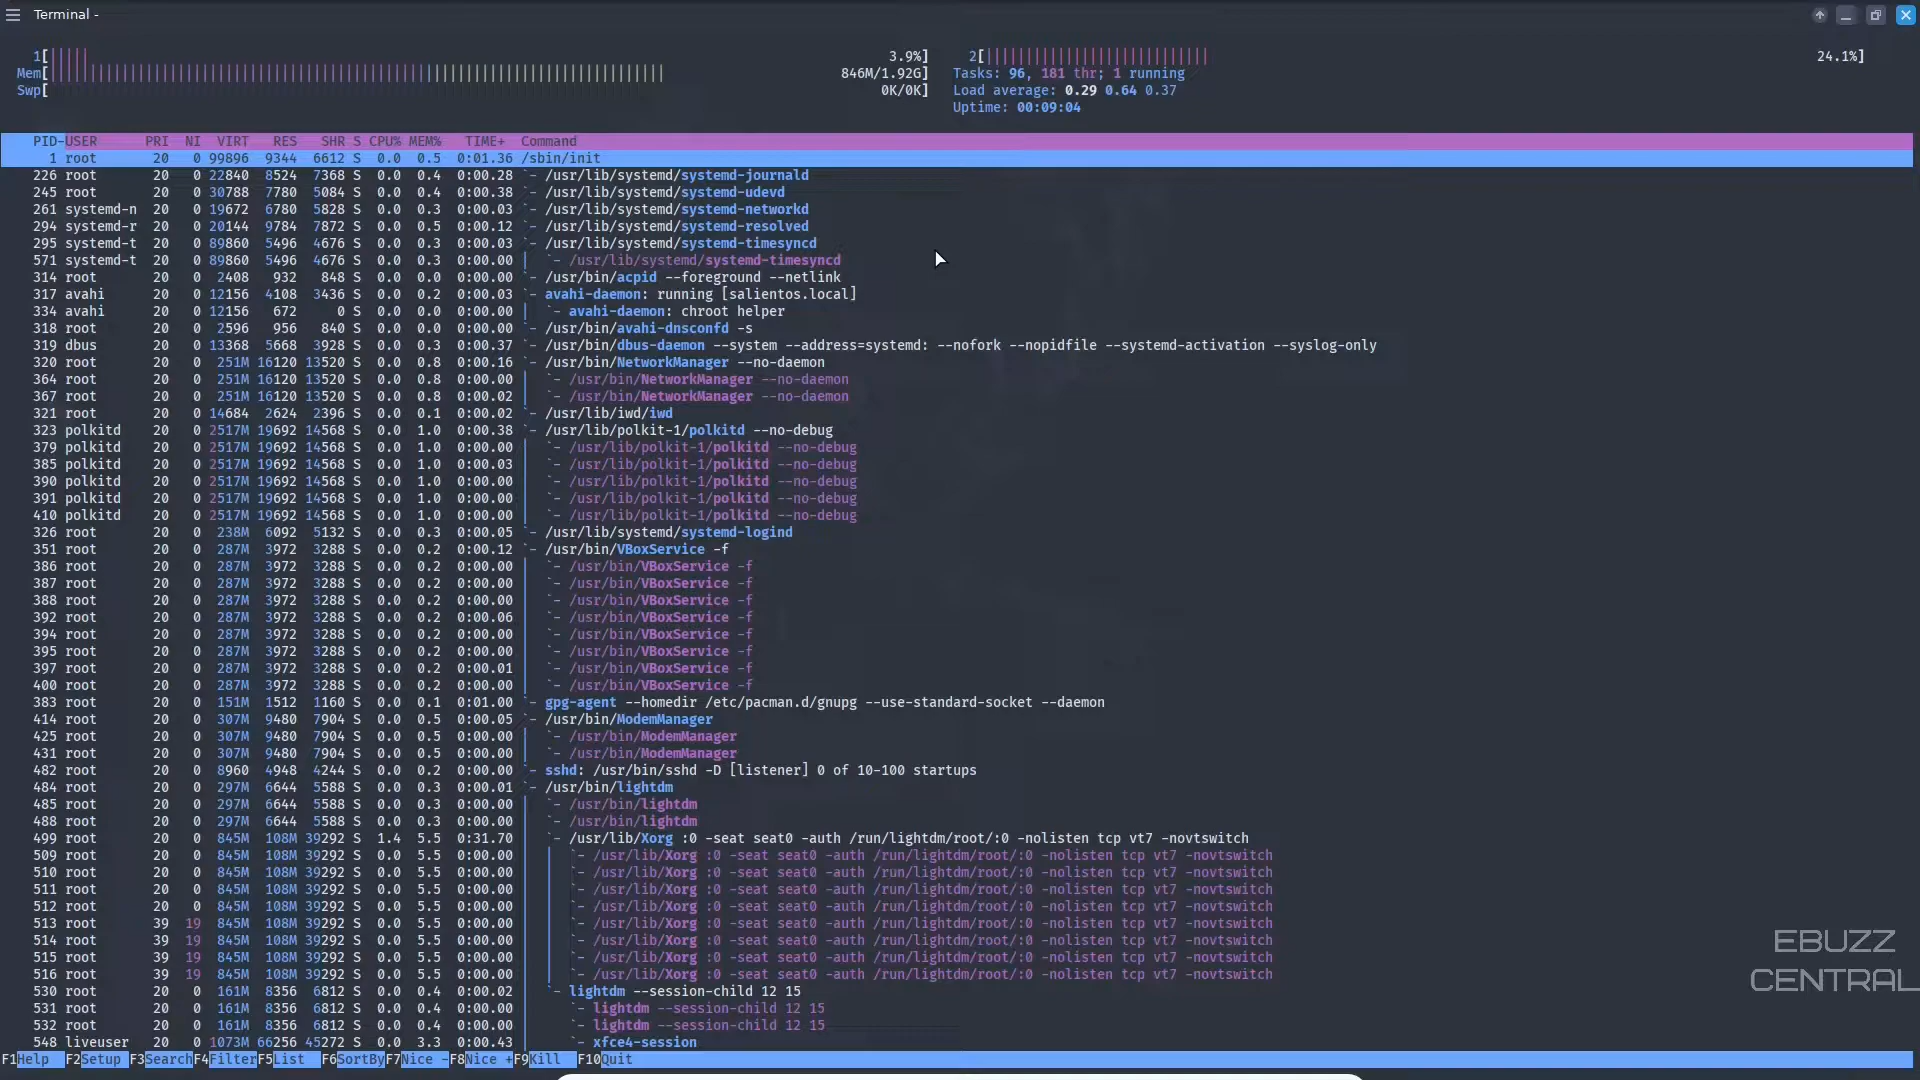 Terminal -
1[ 3.9%] 2[ 24.1%]
Mem[ 846M/1.92G] Tasks: 96, 181 thr; 1 running
Swp[ 0K/0K] Load average: 0.29 0.64 0.37
Uptime: 00:09:04
PID-USER PRI NI VIRT RES SHR S CPU% MEM% TIME+ Command
1 root 20 0 99896 9344 6612 S 0.0 0.5 0:01.36 /sbin/init
226 root 20 0 22840 8524 7368 S 0.0 0.4 0:00.28 `- /usr/lib/systemd/systemd-journald
245 root 20 0 30788 7780 5084 S 0.0 0.4 0:00.38 `- /usr/lib/systemd/systemd-udevd
261 systemd-n 20 0 19672 6780 5828 S 0.0 0.3 0:00.03 `- /usr/lib/systemd/systemd-networkd
294 systemd-r 20 0 20144 9784 7872 S 0.0 0.5 0:00.12 `- /usr/lib/systemd/systemd-resolved
295 systemd-t 20 0 89860 5496 4676 S 0.0 0.3 0:00.03 `- /usr/lib/systemd/systemd-timesyncd
571 systemd-t 20 0 89860 5496 4676 S 0.0 0.3 0:00.00 | `- /usr/lib/systemd/systemd-timesyncd
314 root 20 0 2408 932 848 S 0.0 0.0 0:00.00 `- /usr/bin/acpid --foreground --netlink
317 avahi 20 0 12156 4108 3436 S 0.0 0.2 0:00.03 `- avahi-daemon: running [salientos.local]
334 avahi 20 0 12156 672 0 S 0.0 0.0 0:00.00 | `- avahi-daemon: chroot helper
318 root 20 0 2596 956 840 S 0.0 0.0 0:00.00 `- /usr/bin/avahi-dnsconfd -s
319 dbus 20 0 13368 5668 3928 S 0.0 0.3 0:00.37 `- /usr/bin/dbus-daemon --system --address=systemd: --nofork --nopidfile --systemd-activation --syslog-only
320 root 20 0 251M 16120 13520 S 0.0 0.8 0:00.16 `- /usr/bin/NetworkManager --no-daemon
364 root 20 0 251M 16120 13520 S 0.0 0.8 0:00.00 | `- /usr/bin/NetworkManager --no-daemon
367 root 20 0 251M 16120 13520 S 0.0 0.8 0:00.02 | `- /usr/bin/NetworkManager --no-daemon
321 root 20 0 14684 2624 2396 S 0.0 0.1 0:00.02 `- /usr/lib/iwd/iwd
323 polkitd 20 0 2517M 19692 14568 S 0.0 1.0 0:00.38 `- /usr/lib/polkit-1/polkitd --no-debug
379 polkitd 20 0 2517M 19692 14568 S 0.0 1.0 0:00.00 | `- /usr/lib/polkit-1/polkitd --no-debug
385 polkitd 20 0 2517M 19692 14568 S 0.0 1.0 0:00.03 | `- /usr/lib/polkit-1/polkitd --no-debug
390 polkitd 20 0 2517M 19692 14568 S 0.0 1.0 0:00.00 | `- /usr/lib/polkit-1/polkitd --no-debug
391 polkitd 20 0 2517M 19692 14568 S 0.0 1.0 0:00.00 | `- /usr/lib/polkit-1/polkitd --no-debug
410 polkitd 20 0 2517M 19692 14568 S 0.0 1.0 0:00.00 | `- /usr/lib/polkit-1/polkitd --no-debug
326 root 20 0 238M 6092 5132 S 0.0 0.3 0:00.05 `- /usr/lib/systemd/systemd-logind
351 root 20 0 287M 3972 3288 S 0.0 0.2 0:00.12 `- /usr/bin/VBoxService -f
386 root 20 0 287M 3972 3288 S 0.0 0.2 0:00.00 | `- /usr/bin/VBoxService -f
387 root 20 0 287M 3972 3288 S 0.0 0.2 0:00.00 | `- /usr/bin/VBoxService -f
388 root 20 0 287M 3972 3288 S 0.0 0.2 0:00.00 | `- /usr/bin/VBoxService -f
392 root 20 0 287M 3972 3288 S 0.0 0.2 0:00.06 | `- /usr/bin/VBoxService -f
394 root 20 0 287M 3972 3288 S 0.0 0.2 0:00.00 | `- /usr/bin/VBoxService -f
395 root 20 0 287M 3972 3288 S 0.0 0.2 0:00.00 | `- /usr/bin/VBoxService -f
397 root 20 0 287M 3972 3288 S 0.0 0.2 0:00.01 | `- /usr/bin/VBoxService -f
400 root 20 0 287M 3972 3288 S 0.0 0.2 0:00.00 | `- /usr/bin/VBoxService -f
383 root 20 0 151M 1512 1160 S 0.0 0.1 0:01.00 `- gpg-agent --homedir /etc/pacman.d/gnupg --use-standard-socket --daemon
414 root 20 0 307M 9480 7904 S 0.0 0.5 0:00.05 `- /usr/bin/ModemManager
425 root 20 0 307M 9480 7904 S 0.0 0.5 0:00.00 | `- /usr/bin/ModemManager
431 root 20 0 307M 9480 7904 S 0.0 0.5 0:00.00 | `- /usr/bin/ModemManager
482 root 20 0 8960 4948 4244 S 0.0 0.2 0:00.00 `- sshd: /usr/bin/sshd -D [listener] 0 of 10-100 startups
484 root 20 0 297M 6644 5588 S 0.0 0.3 0:00.01 `- /usr/bin/lightdm
485 root 20 0 297M 6644 5588 S 0.0 0.3 0:00.00 | `- /usr/bin/lightdm
488 root 20 0 297M 6644 5588 S 0.0 0.3 0:00.00 | `- /usr/bin/lightdm
499 root 20 0 845M 108M 39292 S 1.4 5.5 0:31.70 | `- /usr/lib/Xorg :0 -seat seat0 -auth /run/lightdm/root/:0 -nolisten tcp vt7 -novtswitch
509 root 20 0 845M 108M 39292 S 0.0 5.5 0:00.00 | | `- /usr/lib/Xorg :0 -seat seat0 -auth /run/lightdm/root/:0 -nolisten tcp vt7 -novtswitch
510 root 20 0 845M 108M 39292 S 0.0 5.5 0:00.00 | | `- /usr/lib/Xorg :0 -seat seat0 -auth /run/lightdm/root/:0 -nolisten tcp vt7 -novtswitch
511 root 20 0 845M 108M 39292 S 0.0 5.5 0:00.00 | | `- /usr/lib/Xorg :0 -seat seat0 -auth /run/lightdm/root/:0 -nolisten tcp vt7 -novtswitch
512 root 20 0 845M 108M 39292 S 0.0 5.5 0:00.00 | | `- /usr/lib/Xorg :0 -seat seat0 -auth /run/lightdm/root/:0 -nolisten tcp vt7 -novtswitch
513 root 39 19 845M 108M 39292 S 0.0 5.5 0:00.00 | | `- /usr/lib/Xorg :0 -seat seat0 -auth /run/lightdm/root/:0 -nolisten tcp vt7 -novtswitch
514 root 39 19 845M 108M 39292 S 0.0 5.5 0:00.00 | | `- /usr/lib/Xorg :0 -seat seat0 -auth /run/lightdm/root/:0 -nolisten tcp vt7 -novtswitch
515 root 39 19 845M 108M 39292 S 0.0 5.5 0:00.00 | | `- /usr/lib/Xorg :0 -seat seat0 -auth /run/lightdm/root/:0 -nolisten tcp vt7 -novtswitch
516 root 39 19 845M 108M 39292 S 0.0 5.5 0:00.00 | | `- /usr/lib/Xorg :0 -seat seat0 -auth /run/lightdm/root/:0 -nolisten tcp vt7 -novtswitch
530 root 20 0 161M 8356 6812 S 0.0 0.4 0:00.02 | `- lightdm --session-child 12 15
531 root 20 0 161M 8356 6812 S 0.0 0.4 0:00.00 | `- lightdm --session-child 12 15
532 root 20 0 161M 8356 6812 S 0.0 0.4 0:00.00 | `- lightdm --session-child 12 15
548 liveuser 20 0 1073M 66256 45272 S 0.0 3.3 0:00.43 | `- xfce4-session
F1Help F2Setup F3SearchF4FilterF5List F6SortByF7Nice -F8Nice +F9Kill F10Quit
EBUZZ
CENTRAL